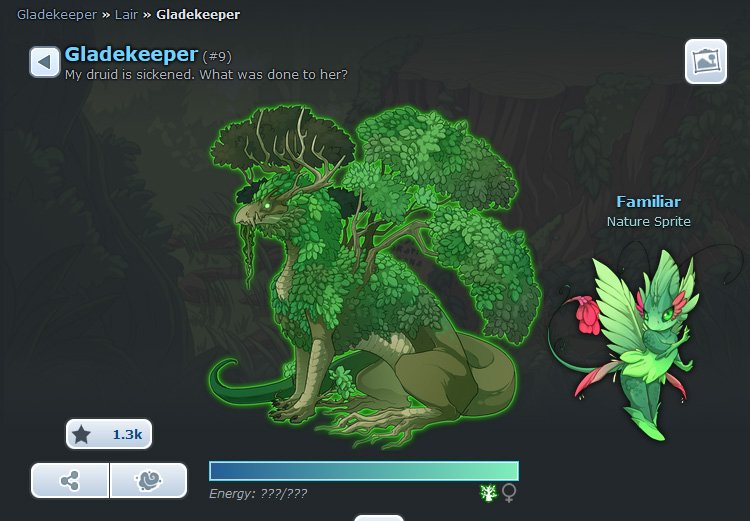 Gladekeeper » Lair » Gladekeeper
Gladekeeper (#9)
My druid is sickened. What was done to her?
Familiar
Nature Sprite
1.3k
Energy: ???/???